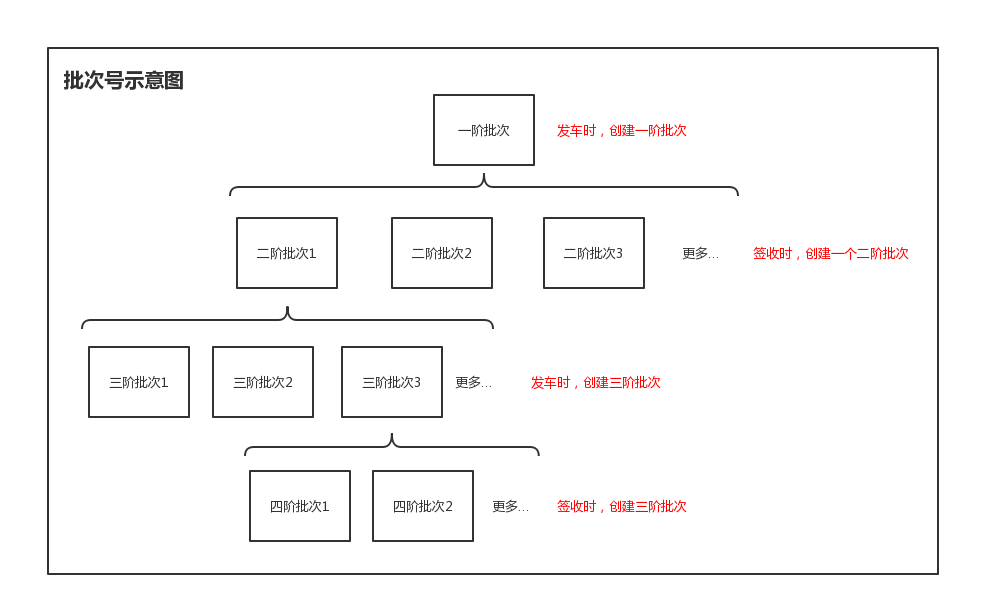 批次号示意图
一阶批次
发车时，创建一阶批次
二阶批次1
二阶批次2
二阶批次3
更多...
签收时，创建一个二阶批次
三阶批次1
三阶批次2
三阶批次3
更多...
发车时，创建三阶批次
四阶批次1
四阶批次2
更多...
签收时，创建三阶批次